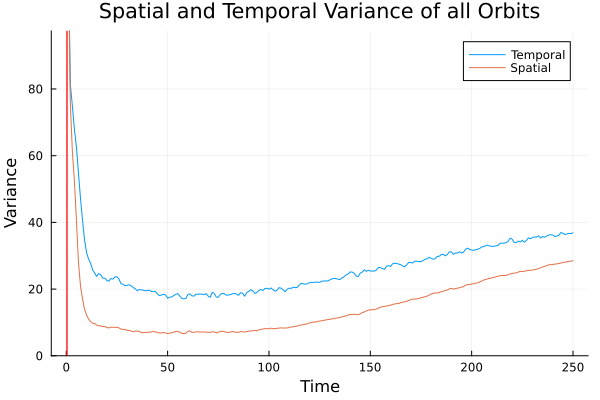 Spatial and Temporal Variance of all Orbits
Temporal
Spatial
Variance
80
60
40
20
0
0 50 100 150 200 250
Time